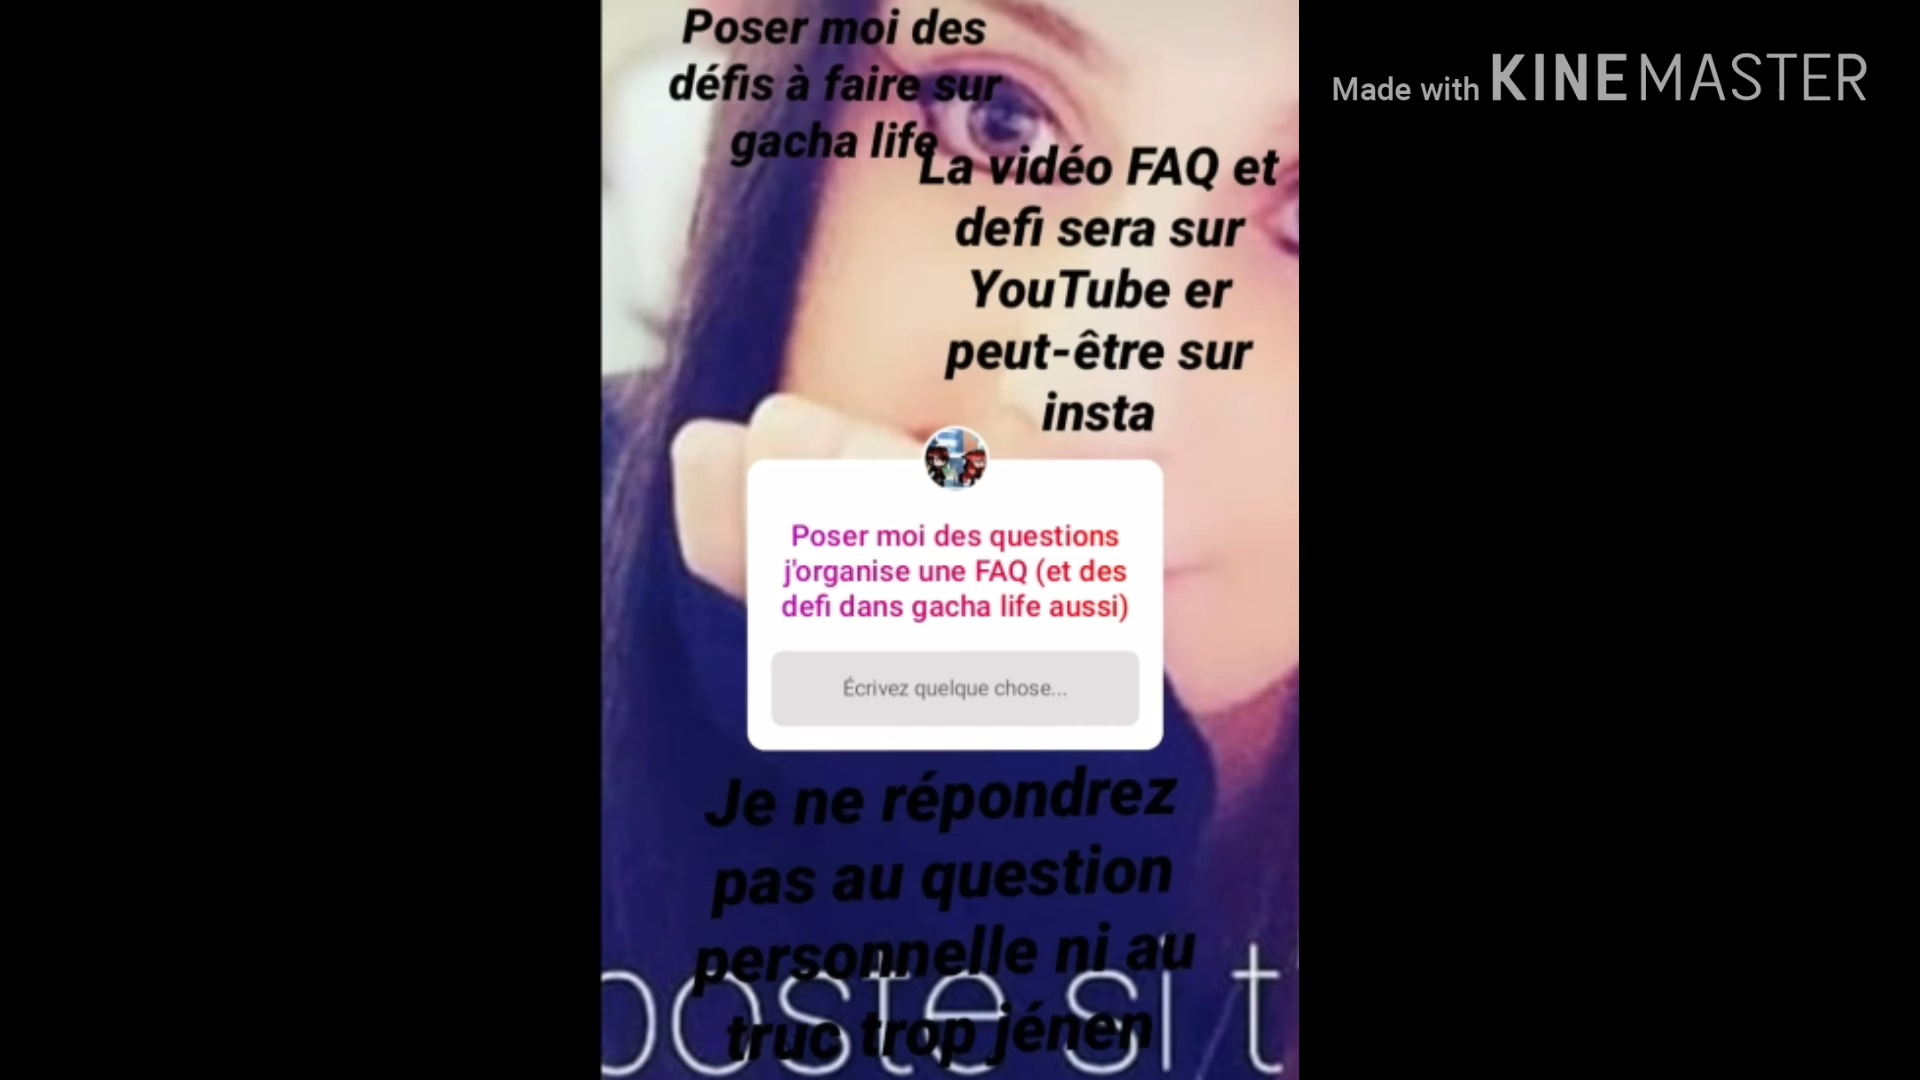 Poser moi des
défis à faire sur
gacha life
Made with KINEMASTER
La vidéo FAQ et
defi sera sur
YouTube er
peut-être sur
insta
Poser moi des questions
j'organise une FAQ (et des
defi dans gacha life aussi)
Écrivez quelque chose...
Je ne répondrez
pas au question
personnelle ni au
truc trop jénen
poste si t